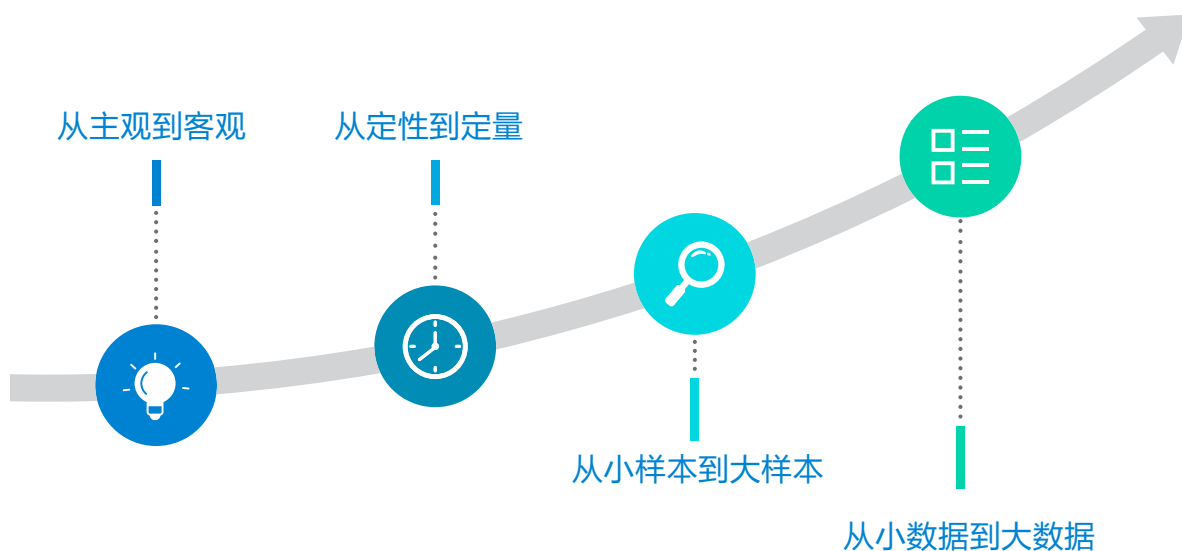 从主观到客观
从定性到定量
从小样本到大样本
从小数据到大数据